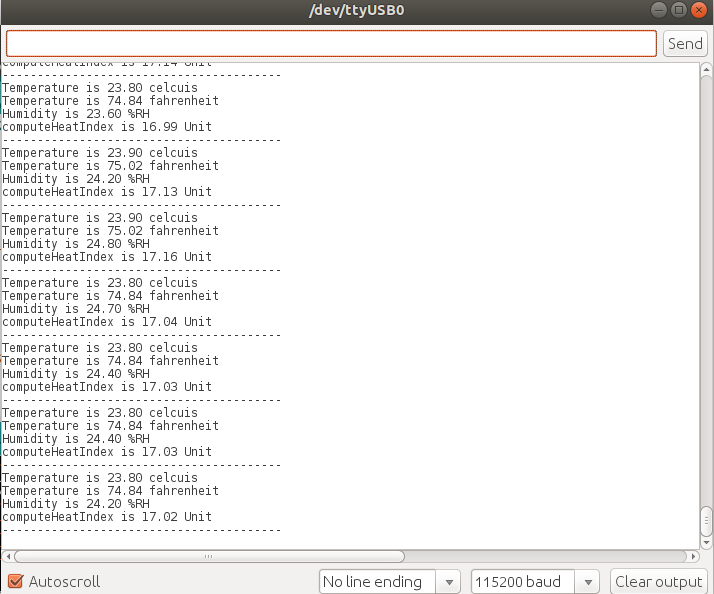 /dev/ttyUSB0
Send
computeHeatIndex is 17.14 Unit
----------------------------------------
Temperature is 23.80 celcuis
Temperature is 74.84 fahrenheit
Humidity is 23.60 %RH
computeHeatIndex is 16.99 Unit
----------------------------------------
Temperature is 23.90 celcuis
Temperature is 75.02 fahrenheit
Humidity is 24.20 %RH
computeHeatIndex is 17.13 Unit
----------------------------------------
Temperature is 23.90 celcuis
Temperature is 75.02 fahrenheit
Humidity is 24.80 %RH
computeHeatIndex is 17.16 Unit
----------------------------------------
Temperature is 23.80 celcuis
Temperature is 74.84 fahrenheit
Humidity is 24.70 %RH
computeHeatIndex is 17.04 Unit
----------------------------------------
Temperature is 23.80 celcuis
Temperature is 74.84 fahrenheit
Humidity is 24.40 %RH
computeHeatIndex is 17.03 Unit
----------------------------------------
Temperature is 23.80 celcuis
Temperature is 74.84 fahrenheit
Humidity is 24.40 %RH
computeHeatIndex is 17.03 Unit
----------------------------------------
Temperature is 23.80 celcuis
Temperature is 74.84 fahrenheit
Humidity is 24.20 %RH
computeHeatIndex is 17.02 Unit
----------------------------------------
Autoscroll
No line ending
115200 baud
Clear output